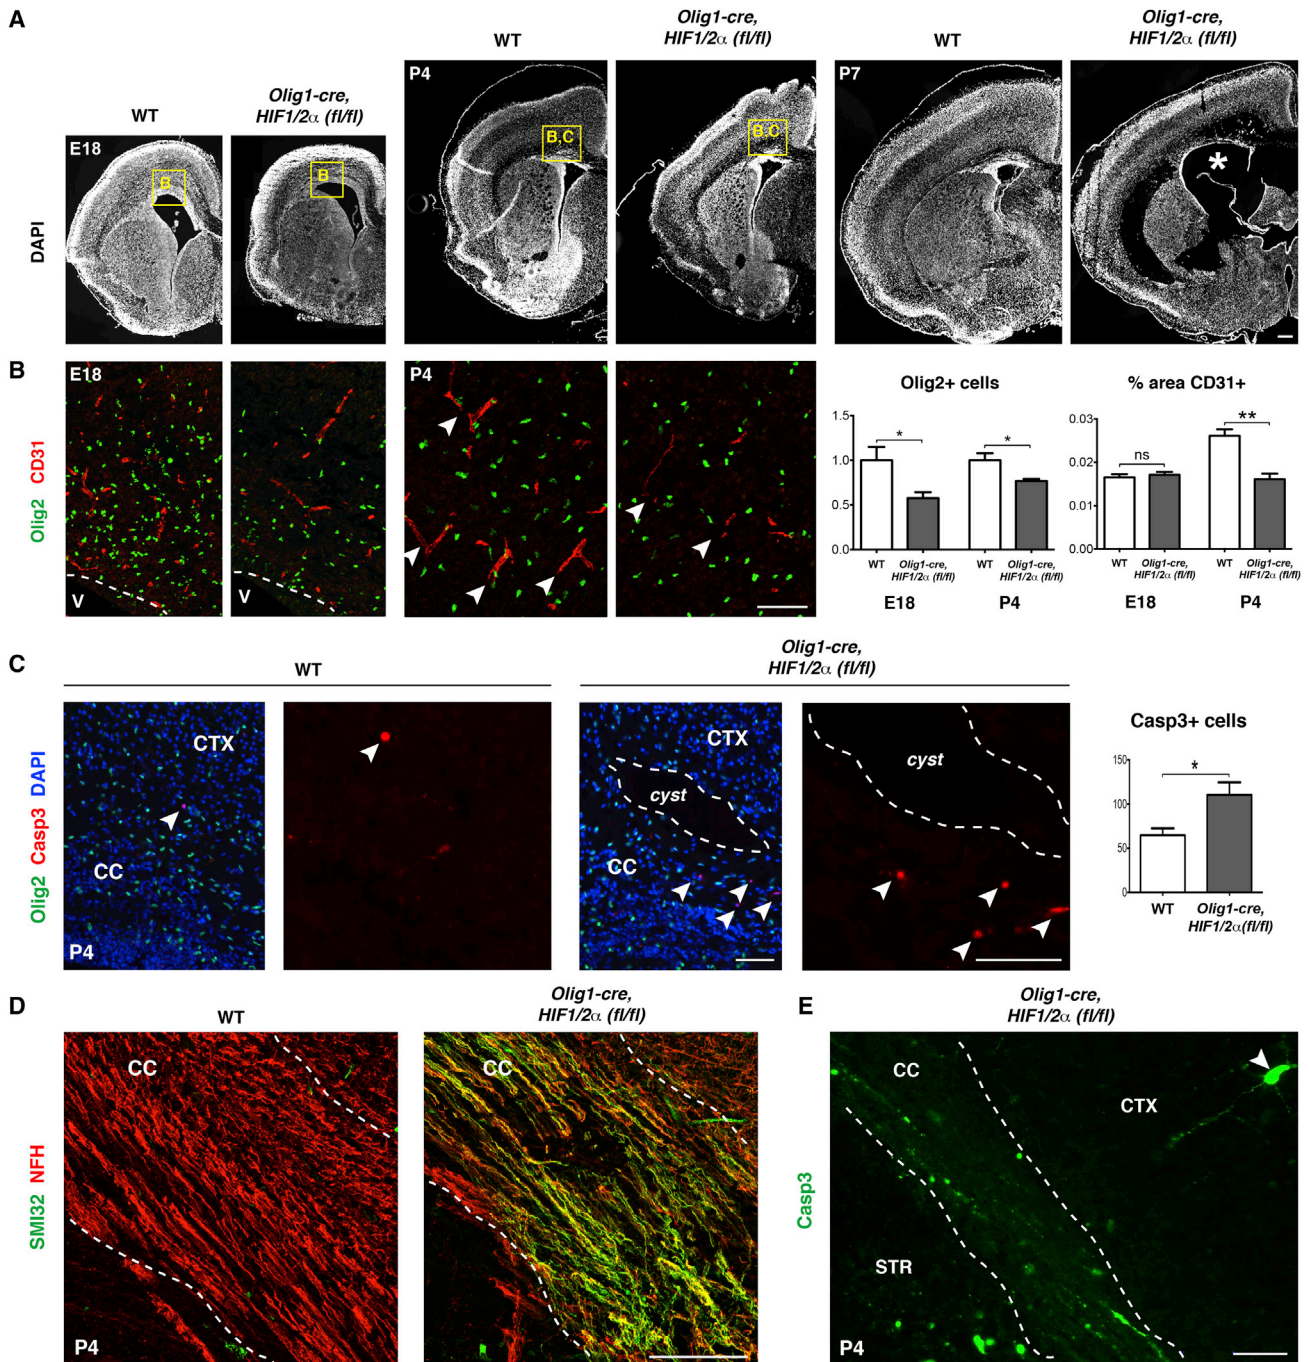 A
WT
Olig1-cre,
HIF1/2α (fl/fl)
WT
Olig1-cre,
HIF1/2α (fl/fl)
WT
Olig1-cre,
HIF1/2α (fl/fl)
DAPI
E18
B
B
P4
B,C
B,C
P7
*
B
Olig2 CD31
E18
V
V
P4
Olig2+ cells
1.5
1.0
0.5
0.0
*
*
WT
Olig1-cre,
HIF1/2α (fl/fl)
WT
Olig1-cre,
HIF1/2α (fl/fl)
E18
P4
% area CD31+
0.03
0.02
0.01
0.00
ns
**
WT
Olig1-cre,
HIF1/2α (fl/fl)
WT
Olig1-cre,
HIF1/2α (fl/fl)
E18
P4
C
WT
Olig1-cre,
HIF1/2α (fl/fl)
Olig2 Casp3 DAPI
CTX
CC
P4
CTX
cyst
CC
cyst
Casp3+ cells
150
100
50
0
*
WT
Olig1-cre,
HIF1/2α(fl/fl)
D
WT
Olig1-cre,
HIF1/2α (fl/fl)
SMI32 NFH
CC
P4
CC
E
Olig1-cre,
HIF1/2α (fl/fl)
Casp3
CC
CTX
STR
P4